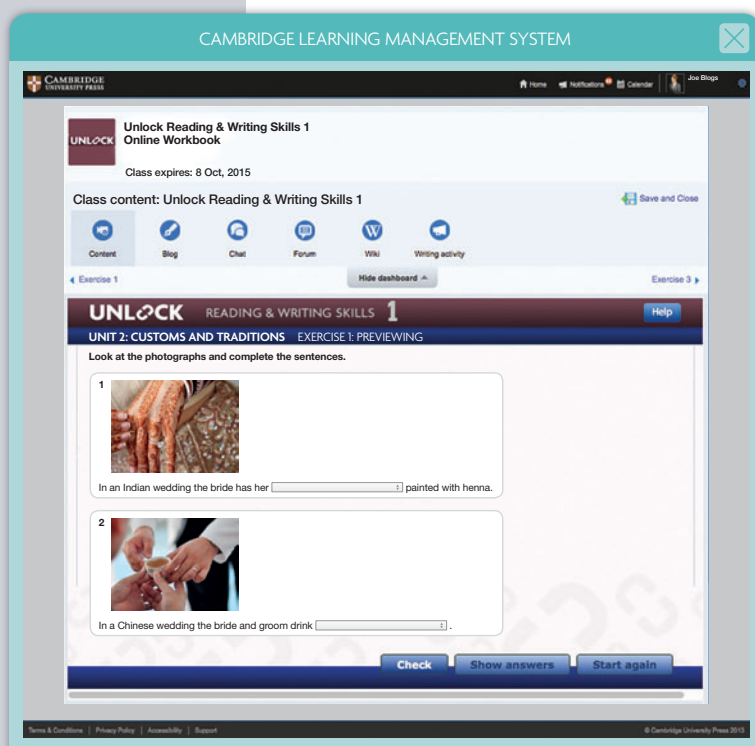 CAMBRIDGE LEARNING MANAGEMENT SYSTEM
CAMBRIDGE
UNIVERSITY PRESS
Home
Notifications
Calendar
Joe Blogs
UNLOCK
Unlock Reading & Writing Skills 1
Online Workbook
Class expires: 8 Oct, 2015
Class content: Unlock Reading & Writing Skills 1
Save and Close
Content
Blog
Chat
Forum
Wiki
Writing activity
Exercise 1
Hide dashboard
Exercise 3
UNLOCK READING & WRITING SKILLS 1
Help
UNIT 2: CUSTOMS AND TRADITIONS EXERCISE 1: PREVIEWING
Look at the photographs and complete the sentences.
1
In an Indian wedding the bride has her painted with henna.
2
In a Chinese wedding the bride and groom drink .
Check
Show answers
Start again
Terms & Conditions | Privacy Policy | Accessibility | Support
© Cambridge University Press 2013